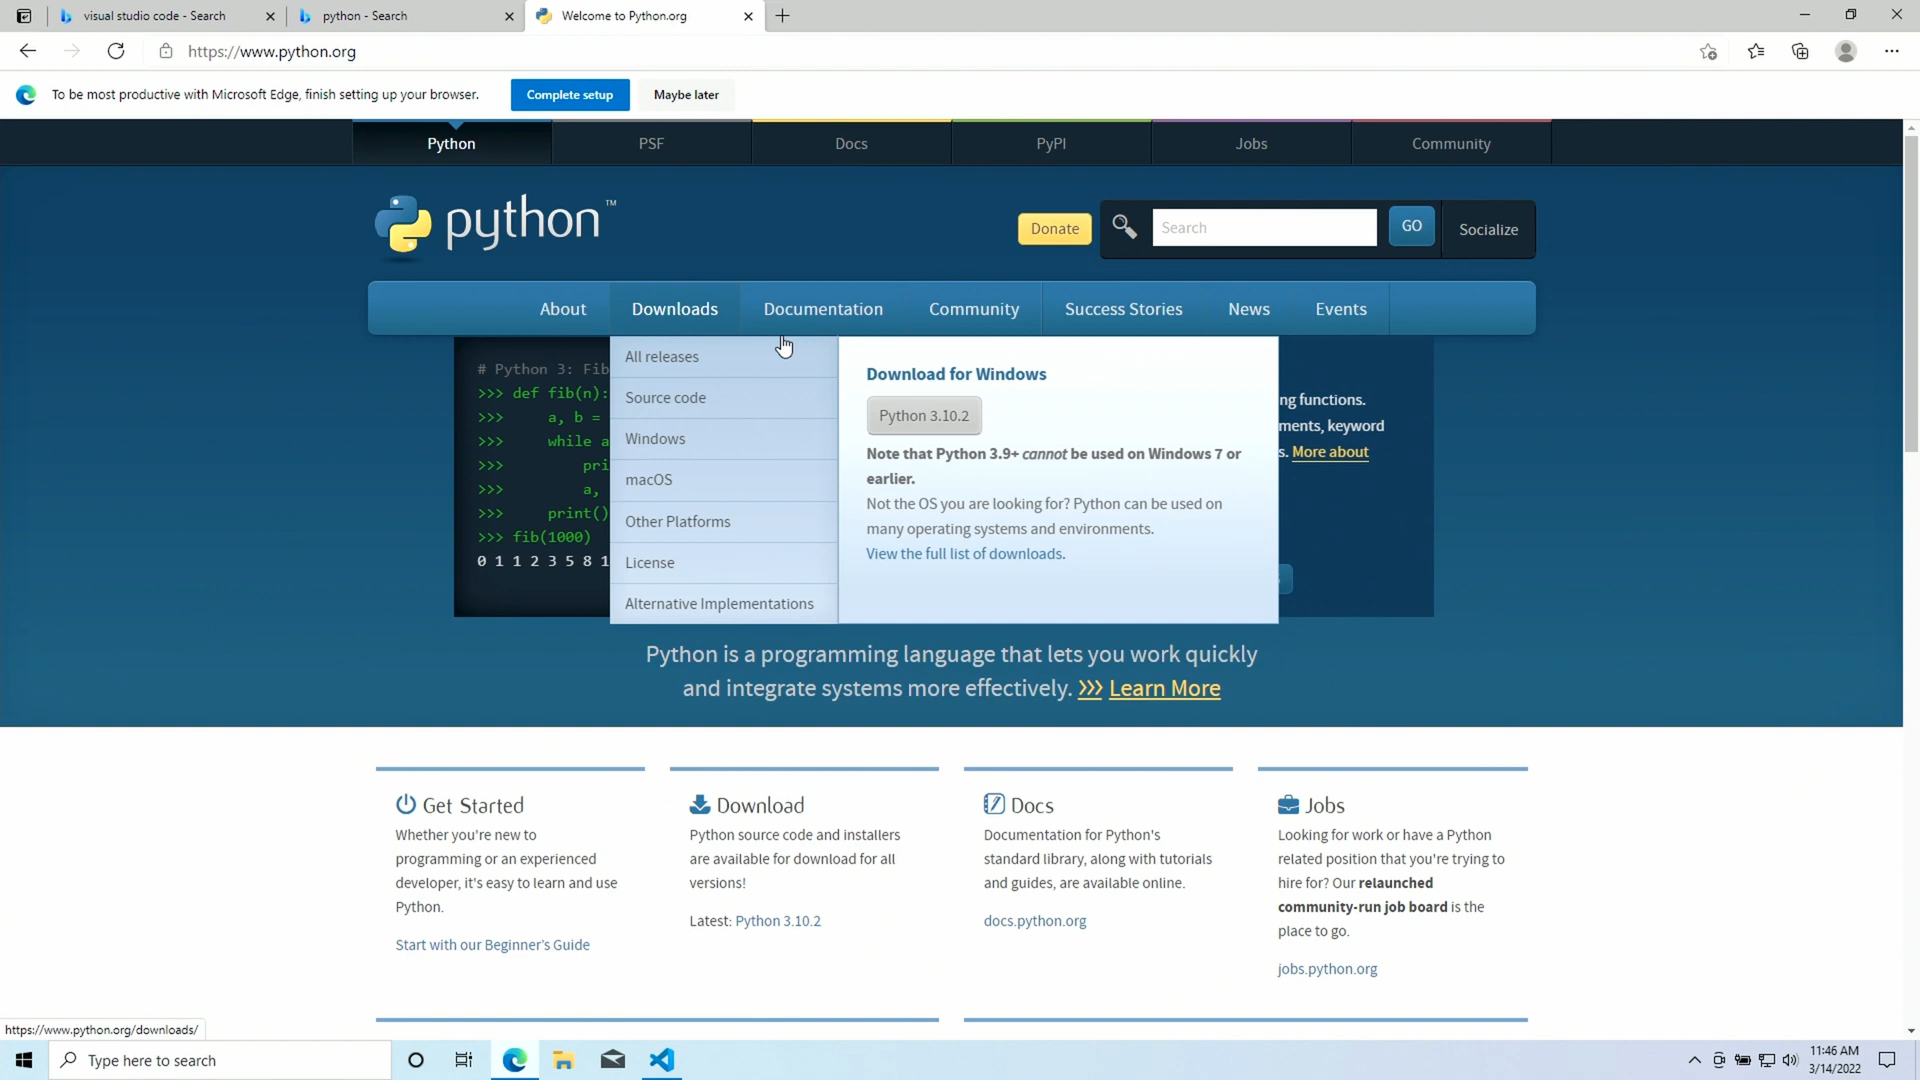 visual studio code - Search
python - Search
Welcome to Python.org
https://www.python.org
To be most productive with Microsoft Edge, finish setting up your browser.
Complete setup
Maybe later
Python
PSF
Docs
PyPI
Jobs
Community
python™
Donate
Search
GO
Socialize
About
Downloads
Documentation
Community
Success Stories
News
Events
# Python 3: Fib
>>> def fib(n):
>>> a, b =
>>> while a
>>> pri
>>> a,
>>> print()
>>> fib(1000)
0 1 1 2 3 5 8 1
All releases
Source code
Windows
macOS
Other Platforms
License
Alternative Implementations
Download for Windows
Python 3.10.2
Note that Python 3.9+ cannot be used on Windows 7 or
earlier.
Not the OS you are looking for? Python can be used on
many operating systems and environments.
View the full list of downloads.
ng functions.
ments, keyword
s. More about
Python is a programming language that lets you work quickly
and integrate systems more effectively. >>> Learn More
Get Started
Whether you're new to
programming or an experienced
developer, it's easy to learn and use
Python.
Start with our Beginner's Guide
Download
Python source code and installers
are available for download for all
versions!
Latest: Python 3.10.2
Docs
Documentation for Python's
standard library, along with tutorials
and guides, are available online.
docs.python.org
Jobs
Looking for work or have a Python
related position that you're trying to
hire for? Our relaunched
community-run job board is the
place to go.
jobs.python.org
https://www.python.org/downloads/
Type here to search
11:46 AM
3/14/2022